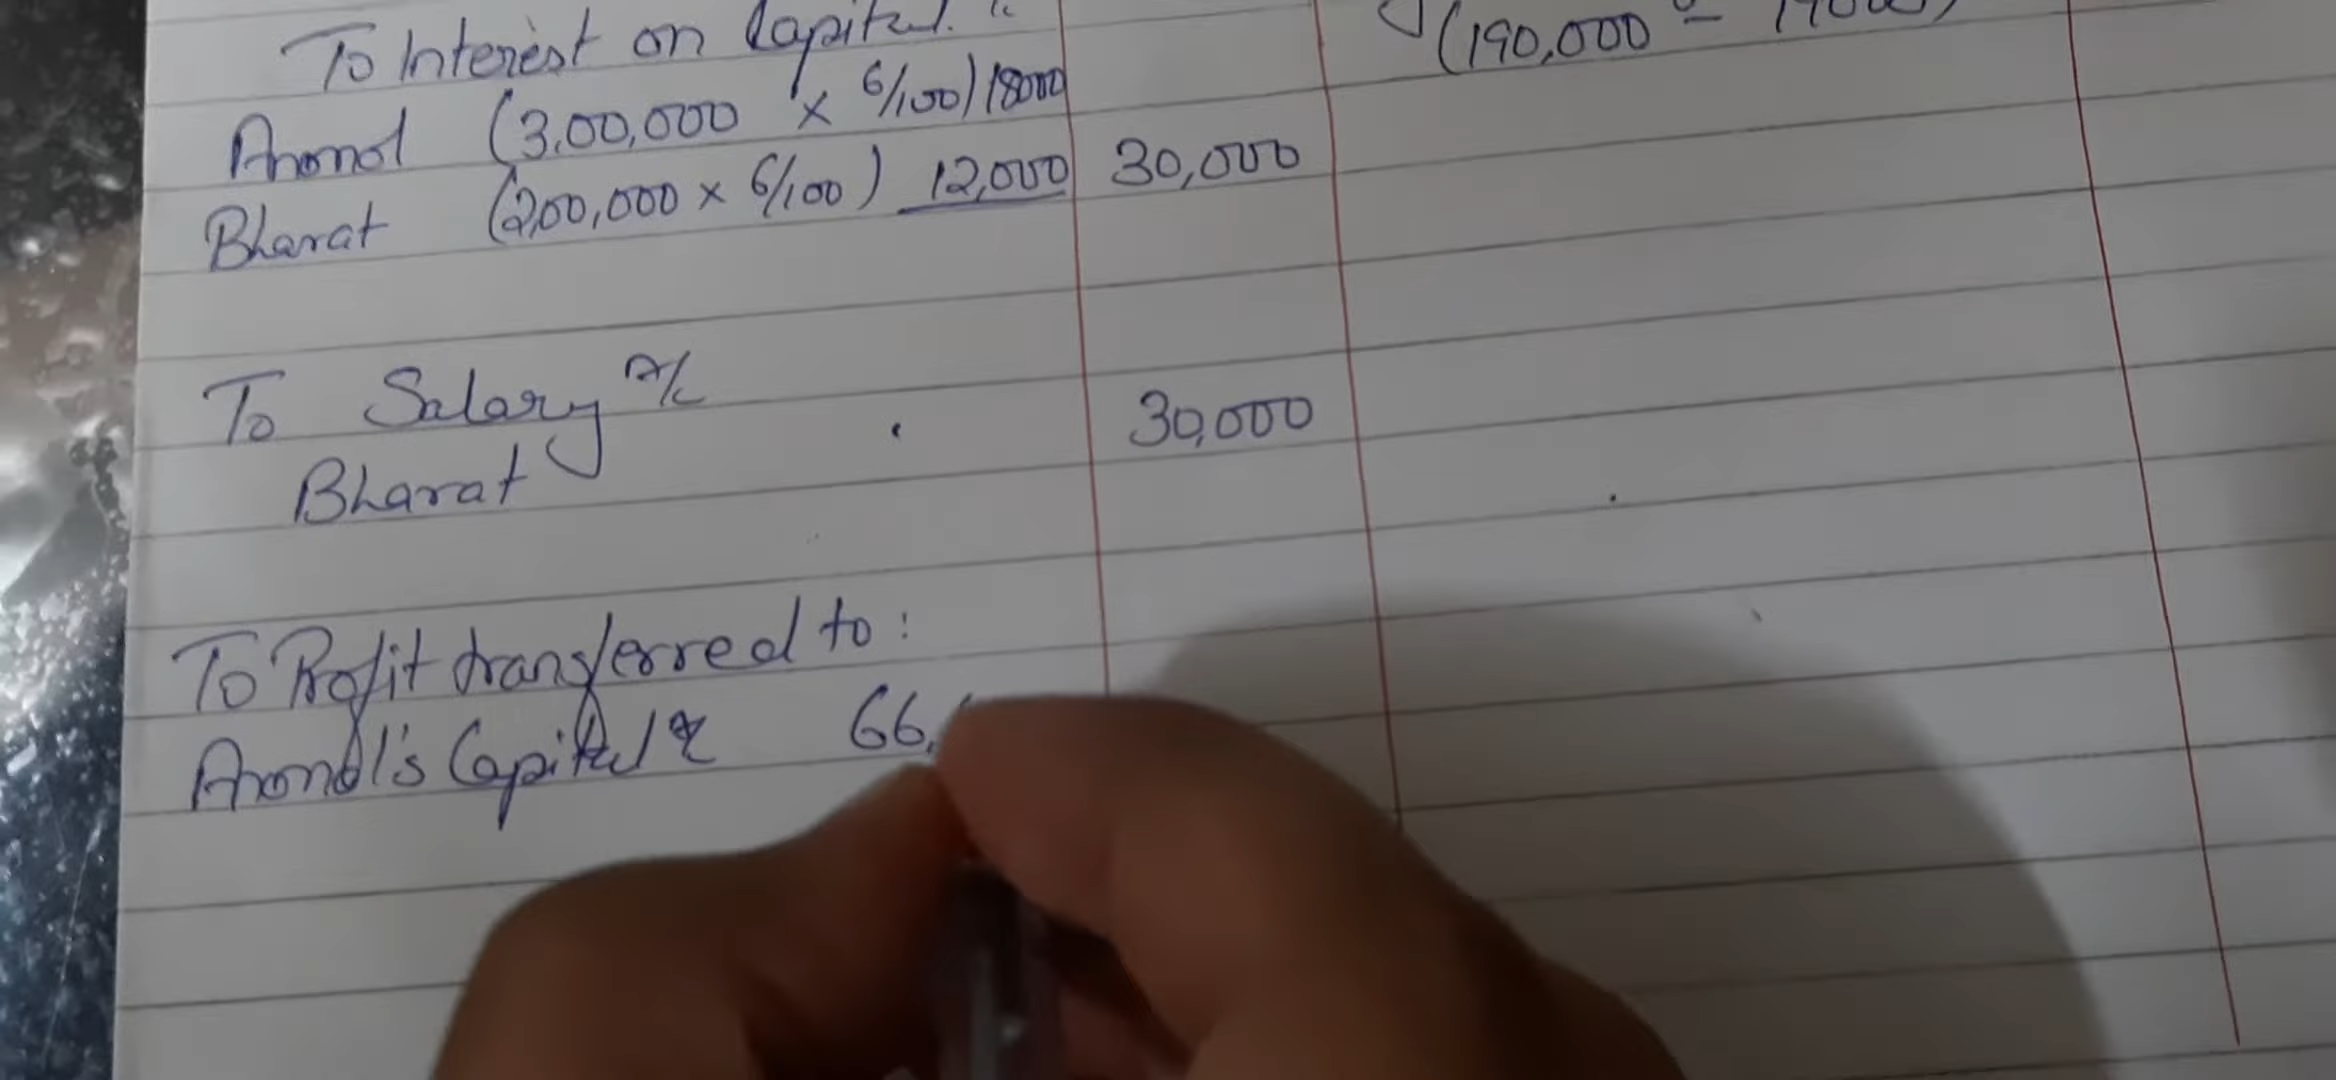 To Interest on Capital.
Anmol (3,00,000 × 6/100) 18000
Bharat (2,00,000 × 6/100) 12,000 30,000
(190,000 -
To Salary A/c 30,000
Bharat
To Profit transferred to:
Anmol's Capital 66,